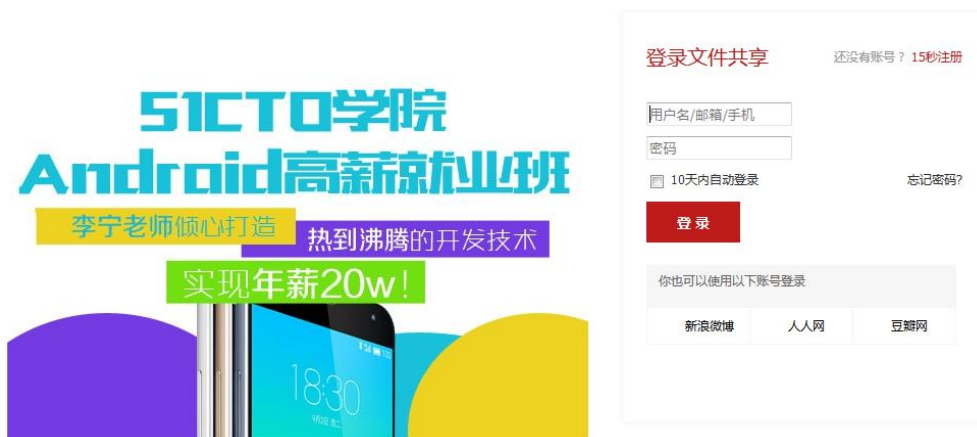 51CTO学院
Android高薪就业班
李宁老师倾心打造
热到沸腾的开发技术
实现年薪20w!
18:30
登录文件共享
还没有账号？ 15秒注册
用户名/邮箱/手机
密码
10天内自动登录
忘记密码?
登 录
你也可以使用以下账号登录
新浪微博
人人网
豆瓣网